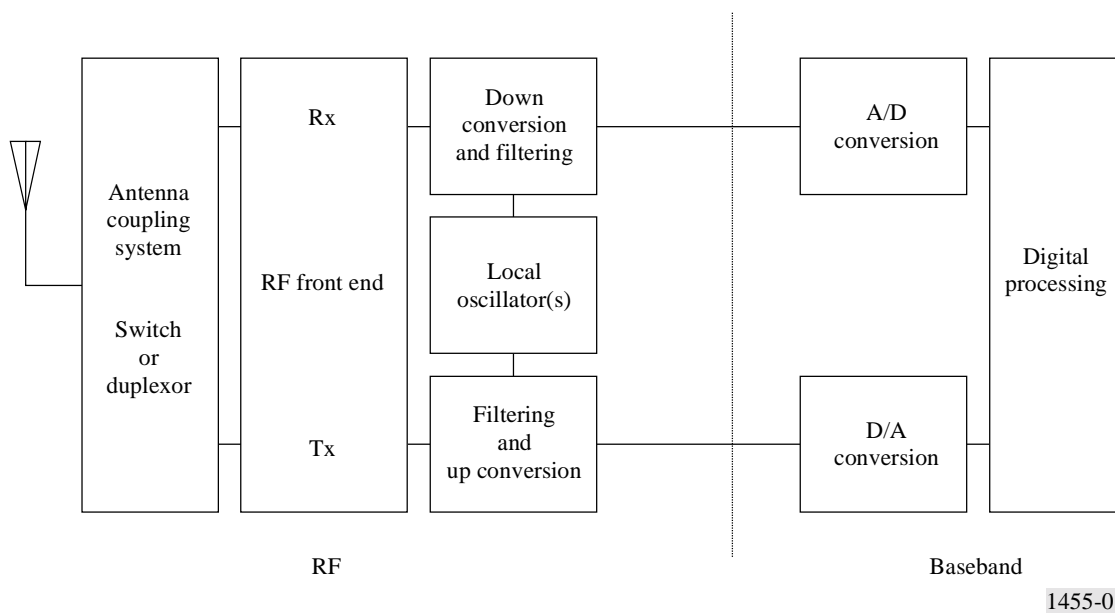 Antenna
coupling
system
Switch
or
duplexor
Rx
RF front end
Tx
Down
conversion
and filtering
Local
oscillator(s)
Filtering
and
up conversion
A/D
conversion
D/A
conversion
Digital
processing
RF
Baseband
1455-0